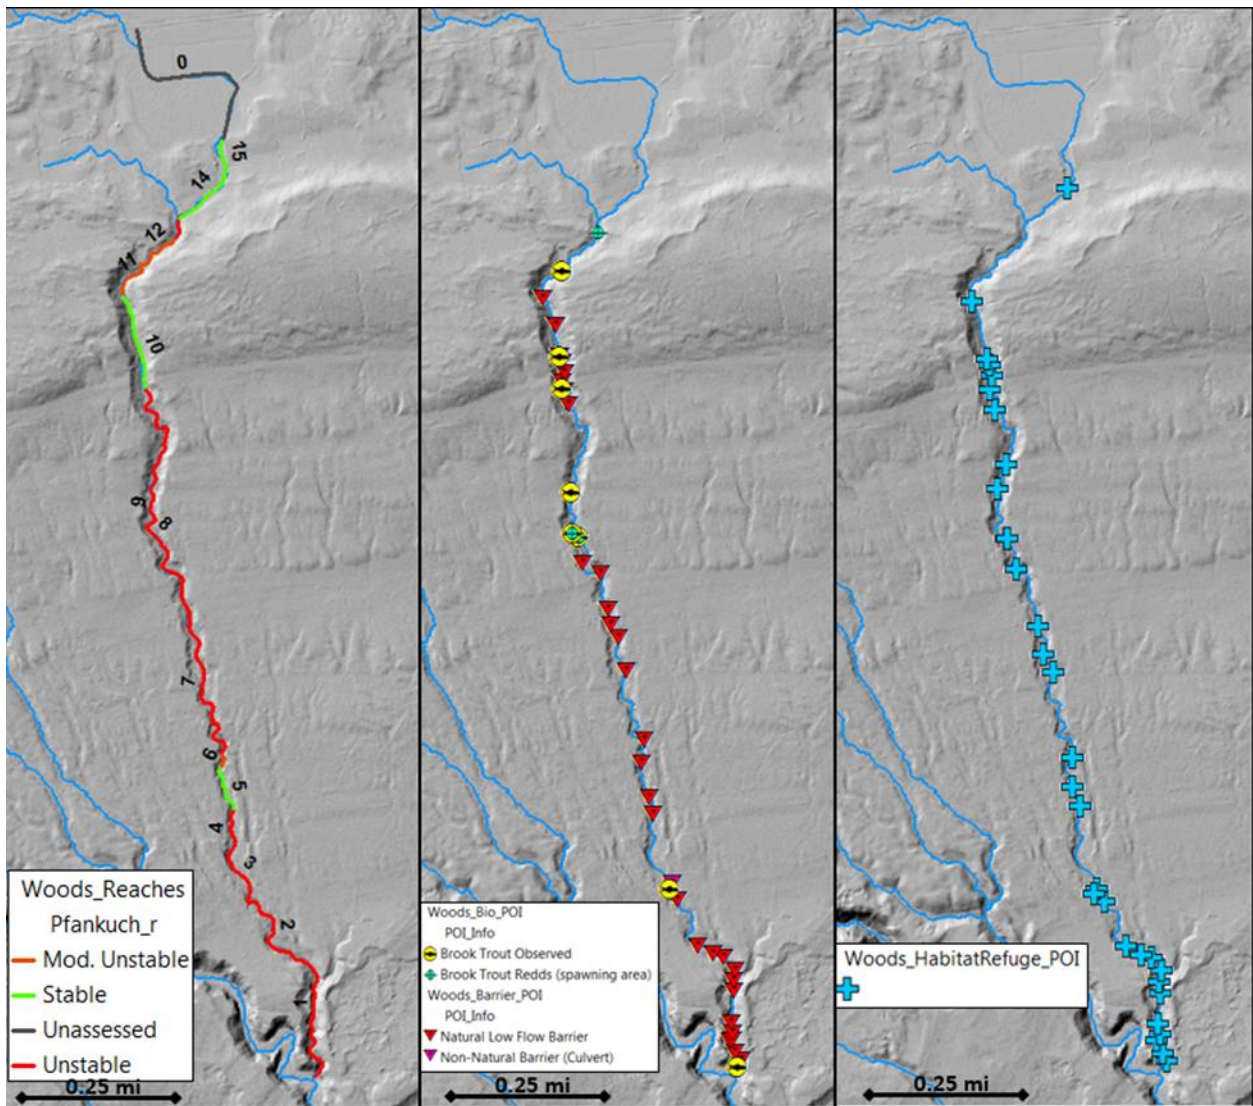 0
15
14
12
11
10
9
8
7
6
5
4
3
2
1
Woods_Reaches
Pfankuch_r
Mod. Unstable
Stable
Unassessed
Unstable
0.25 mi
Woods_Bio_POI
POI_Info
Brook Trout Observed
Brook Trout Redds (spawning area)
Woods_Barrier_POI
POI_Info
Natural Low Flow Barrier
Non-Natural Barrier (Culvert)
0.25 mi
Woods_HabitatRefuge_POI
0.25 mi